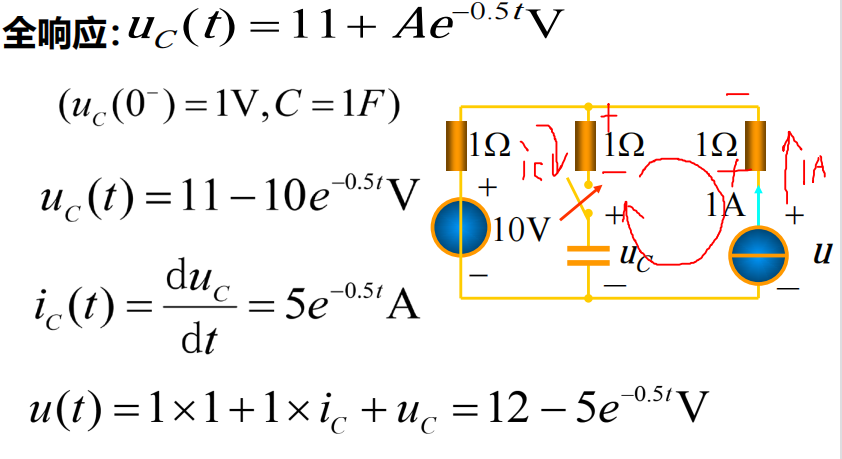 全响应: u_C(t) = 11 + Ae^{-0.5t} V
(u_c(0^-) = 1V, C = 1F)
u_c(t) = 11 - 10e^{-0.5t} V
i_c(t) = du_c/dt = 5e^{-0.5t} A
u(t) = 1×1 + 1×i_c + u_c = 12 - 5e^{-0.5t} V
− 
+
1Ω ic 1Ω 1Ω 1A
− +
+ + 1A +
10V u_C u
− − −